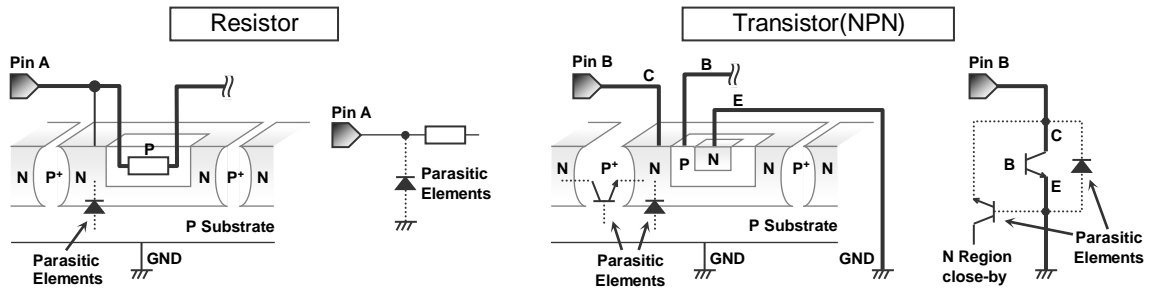 Resistor
Transistor(NPN)
Pin A
Pin A
P
N
P+
N
N
P+
N
Parasitic
Elements
P Substrate
GND
Parasitic
Elements
Pin B
C
B
E
P
N
N
P+
N
N
P+
N
P Substrate
GND
GND
Parasitic
Elements
Pin B
C
B
E
Parasitic
Elements
N Region
close-by